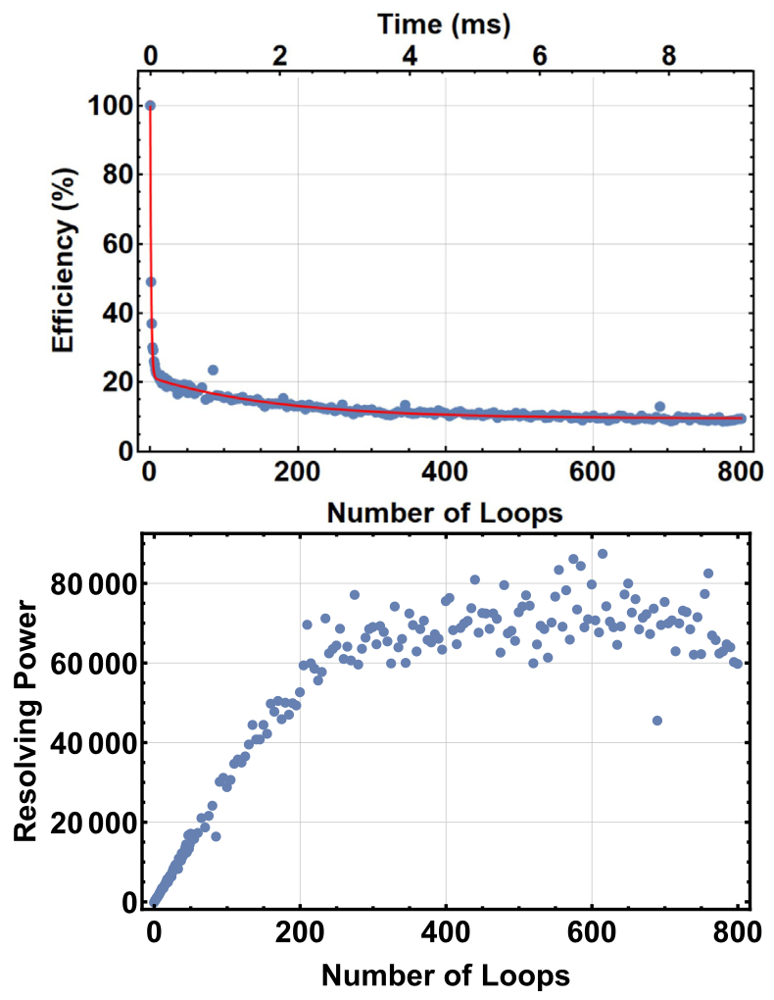 Time (ms)
0 2 4 6 8
Efficiency (%)
100
80
60
40
20
0
0 200 400 600 800
Number of Loops
Resolving Power
80 000
60 000
40 000
20 000
0
0 200 400 600 800
Number of Loops